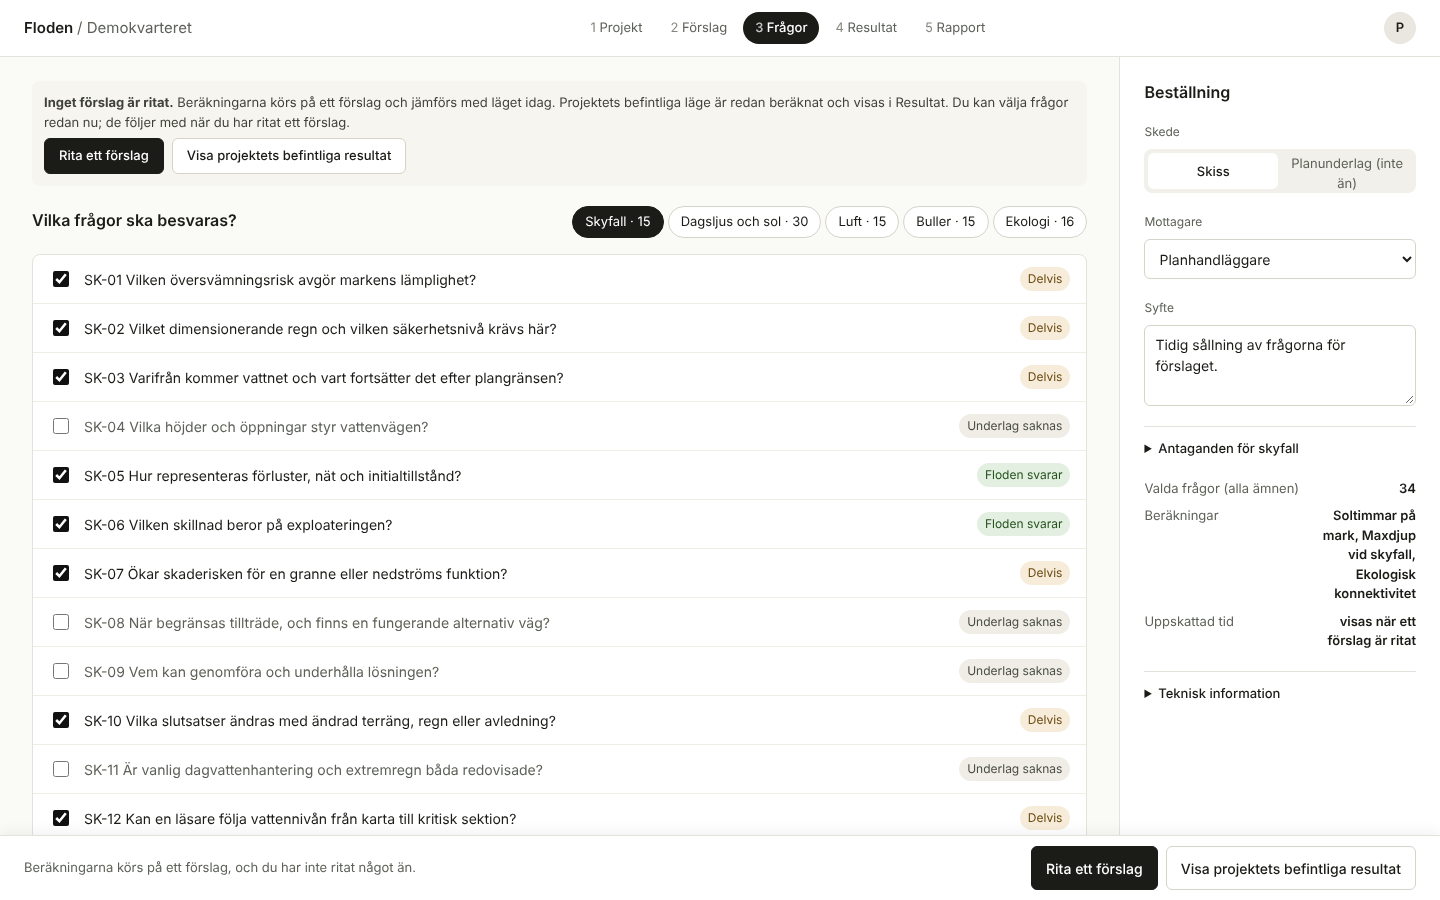 Floden / Demokvarteret
1 Projekt
2 Förslag
3 Frågor
4 Resultat
5 Rapport
P
Inget förslag är ritat. Beräkningarna körs på ett förslag och jämförs med läget idag. Projektets befintliga läge är redan beräknat och visas i Resultat. Du kan välja frågor
redan nu; de följer med när du har ritat ett förslag.
Rita ett förslag
Visa projektets befintliga resultat
Vilka frågor ska besvaras?
Skyfall · 15
Dagsljus och sol · 30
Luft · 15
Buller · 15
Ekologi · 16
SK-01 Vilken översvämningsrisk avgör markens lämplighet?
Delvis
SK-02 Vilket dimensionerande regn och vilken säkerhetsnivå krävs här?
Delvis
SK-03 Varifrån kommer vattnet och vart fortsätter det efter plangränsen?
Delvis
SK-04 Vilka höjder och öppningar styr vattenvägen?
Underlag saknas
SK-05 Hur representeras förluster, nät och initialtillstånd?
Floden svarar
SK-06 Vilken skillnad beror på exploateringen?
Floden svarar
SK-07 Ökar skaderisken för en granne eller nedströms funktion?
Delvis
SK-08 När begränsas tillträde, och finns en fungerande alternativ väg?
Underlag saknas
SK-09 Vem kan genomföra och underhålla lösningen?
Underlag saknas
SK-10 Vilka slutsatser ändras med ändrad terräng, regn eller avledning?
Delvis
SK-11 Är vanlig dagvattenhantering och extremregn båda redovisade?
Underlag saknas
SK-12 Kan en läsare följa vattennivån från karta till kritisk sektion?
Delvis
Beställning
Skede
Skiss
Planunderlag (inte
än)
Mottagare
Planhandläggare
Syfte
Tidig sållning av frågorna för
förslaget.
Antaganden för skyfall
Valda frågor (alla ämnen)
34
Beräkningar
Soltimmar på
mark, Maxdjup
vid skyfall,
Ekologisk
konnektivitet
Uppskattad tid
visas när ett
förslag är ritat
Teknisk information
Beräkningarna körs på ett förslag, och du har inte ritat något än.
Rita ett förslag
Visa projektets befintliga resultat